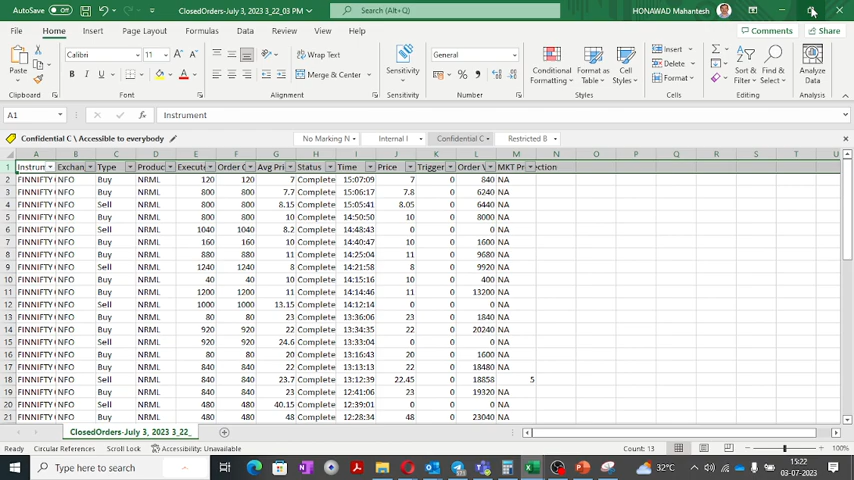 AutoSave Off ClosedOrders-July 3, 2023 3_22_03 PM Search (Alt+Q) HONAWAD Mahantesh
File Home Insert Page Layout Formulas Data Review View Help Comments Share
Paste Calibri 11 A A Wrap Text General Sensitivity Conditional Formatting Format as Table Cell Styles Insert Sort & Filter Find & Select Analyze Data
B I U A Merge & Center % Delete
Format
Clipboard Font Alignment Number Sensitivity Styles Cells Editing Analysis
A1 fx Instrument
Confidential C \ Accessible to everybody No Marking N Internal I Confidential C Restricted B
A B C D E F G H I J K L M N O P Q R S T U
1 Instrum Exchan Type Produc Execute Order Q Avg Pri Status Time Price Trigger Order V MKT Pr ection
2 FINNIFTY NFO Buy NRML 120 120 7 Complete 15:07:09 7 0 840 NA
3 FINNIFTY NFO Buy NRML 800 800 7.7 Complete 15:06:17 7.8 0 6240 NA
4 FINNIFTY NFO Sell NRML 800 800 8.15 Complete 15:05:41 8.05 0 6440 NA
5 FINNIFTY NFO Buy NRML 800 800 10 Complete 14:50:50 10 0 8000 NA
6 FINNIFTY NFO Sell NRML 1040 1040 8.2 Complete 14:48:43 0 0 0 NA
7 FINNIFTY NFO Buy NRML 160 160 10 Complete 14:40:47 10 0 1600 NA
8 FINNIFTY NFO Buy NRML 880 880 11 Complete 14:25:04 11 0 9680 NA
9 FINNIFTY NFO Sell NRML 1240 1240 8 Complete 14:21:58 8 0 9920 NA
10 FINNIFTY NFO Buy NRML 40 40 10 Complete 14:15:16 10 0 400 NA
11 FINNIFTY NFO Buy NRML 1200 1200 11 Complete 14:14:46 11 0 13200 NA
12 FINNIFTY NFO Sell NRML 1000 1000 13.15 Complete 14:12:14 0 0 0 NA
13 FINNIFTY NFO Buy NRML 80 80 23 Complete 13:36:06 23 0 1840 NA
14 FINNIFTY NFO Buy NRML 920 920 22 Complete 13:34:35 22 0 20240 NA
15 FINNIFTY NFO Sell NRML 920 920 24.6 Complete 13:33:04 0 0 0 NA
16 FINNIFTY NFO Buy NRML 80 80 20 Complete 13:16:43 20 0 1600 NA
17 FINNIFTY NFO Buy NRML 840 840 22 Complete 13:13:13 22 0 18480 NA
18 FINNIFTY NFO Sell NRML 840 840 23.7 Complete 13:12:39 22.45 0 18858 5
19 FINNIFTY NFO Buy NRML 840 840 23 Complete 12:41:06 23 0 19320 NA
20 FINNIFTY NFO Sell NRML 480 480 40.15 Complete 12:39:01 0 0 0 NA
21 FINNIFTY NFO Buy NRML 480 480 48 Complete 12:28:34 48 0 23040 NA
ClosedOrders-July 3, 2023 3_22_
Ready Circular References Scroll Lock Accessibility: Unavailable Count: 13 100%
Type here to search 32°C 15:22
03-07-2023